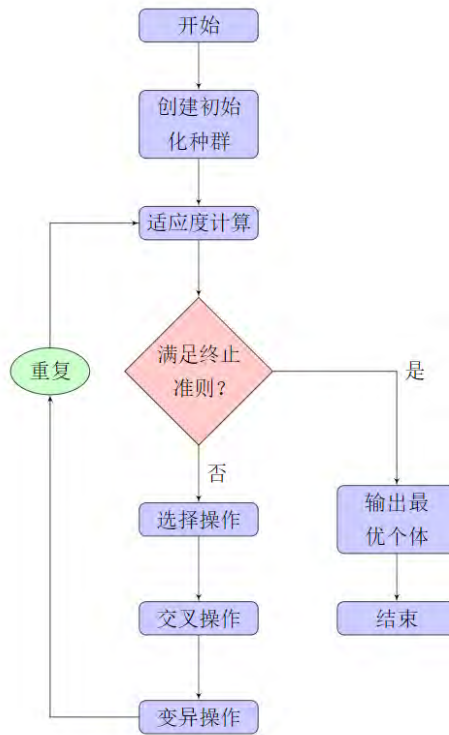 开始
创建初始
化种群
适应度计算
满足终止
准则？
重复
是
否
选择操作
输出最
优个体
交叉操作
结束
变异操作